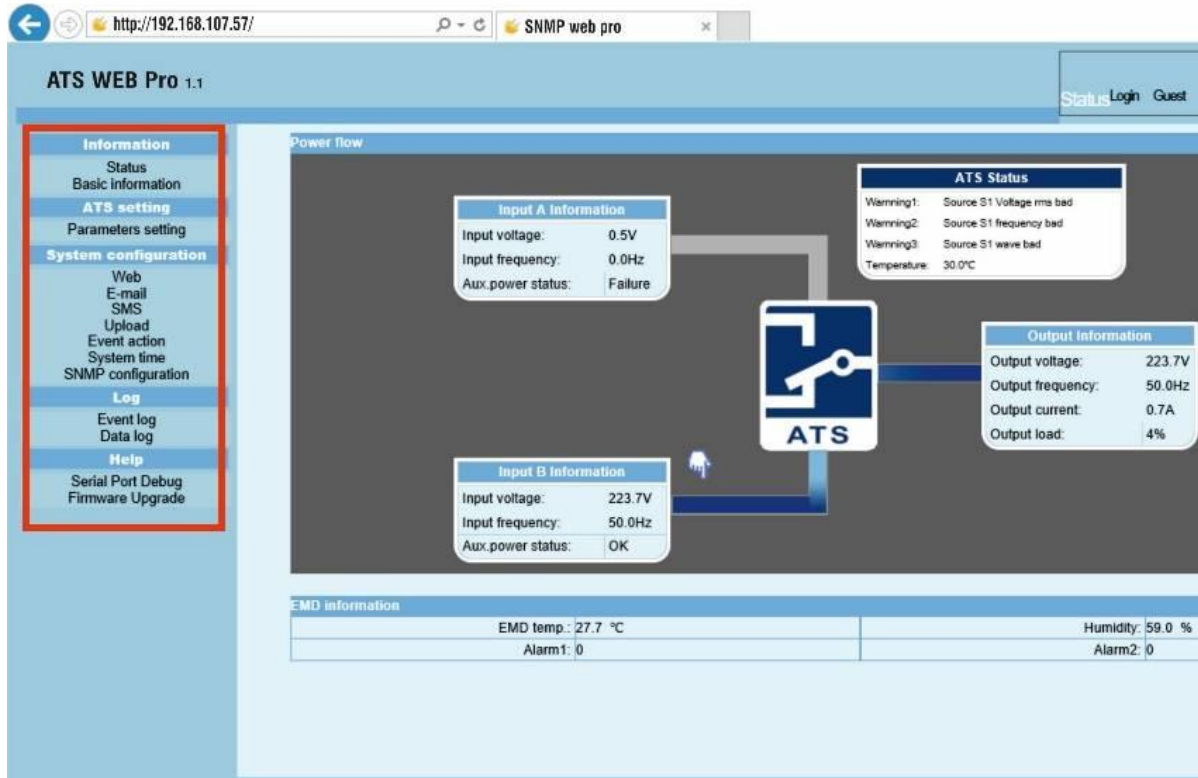 http://192.168.107.57/
SNMP web pro
ATS WEB Pro 1.1
Status Login Guest
Information
Status
Basic information
ATS setting
Parameters setting
System configuration
Web
E-mail
SMS
Upload
Event action
System time
SNMP configuration
Log
Event log
Data log
Help
Serial Port Debug
Firmware Upgrade
Power flow
Input A Information
Input voltage: 0.5V
Input frequency: 0.0Hz
Aux.power status: Failure
ATS Status
Warnning1: Source S1 Voltage rms bad
Warnning2: Source S1 frequency bad
Warnning3: Source S1 wave bad
Temperature: 30.0°C
ATS
Output Information
Output voltage: 223.7V
Output frequency: 50.0Hz
Output current: 0.7A
Output load: 4%
Input B Information
Input voltage: 223.7V
Input frequency: 50.0Hz
Aux.power status: OK
EMD information
EMD temp.: 27.7 °C Humidity: 59.0 %
Alarm1: 0 Alarm2: 0